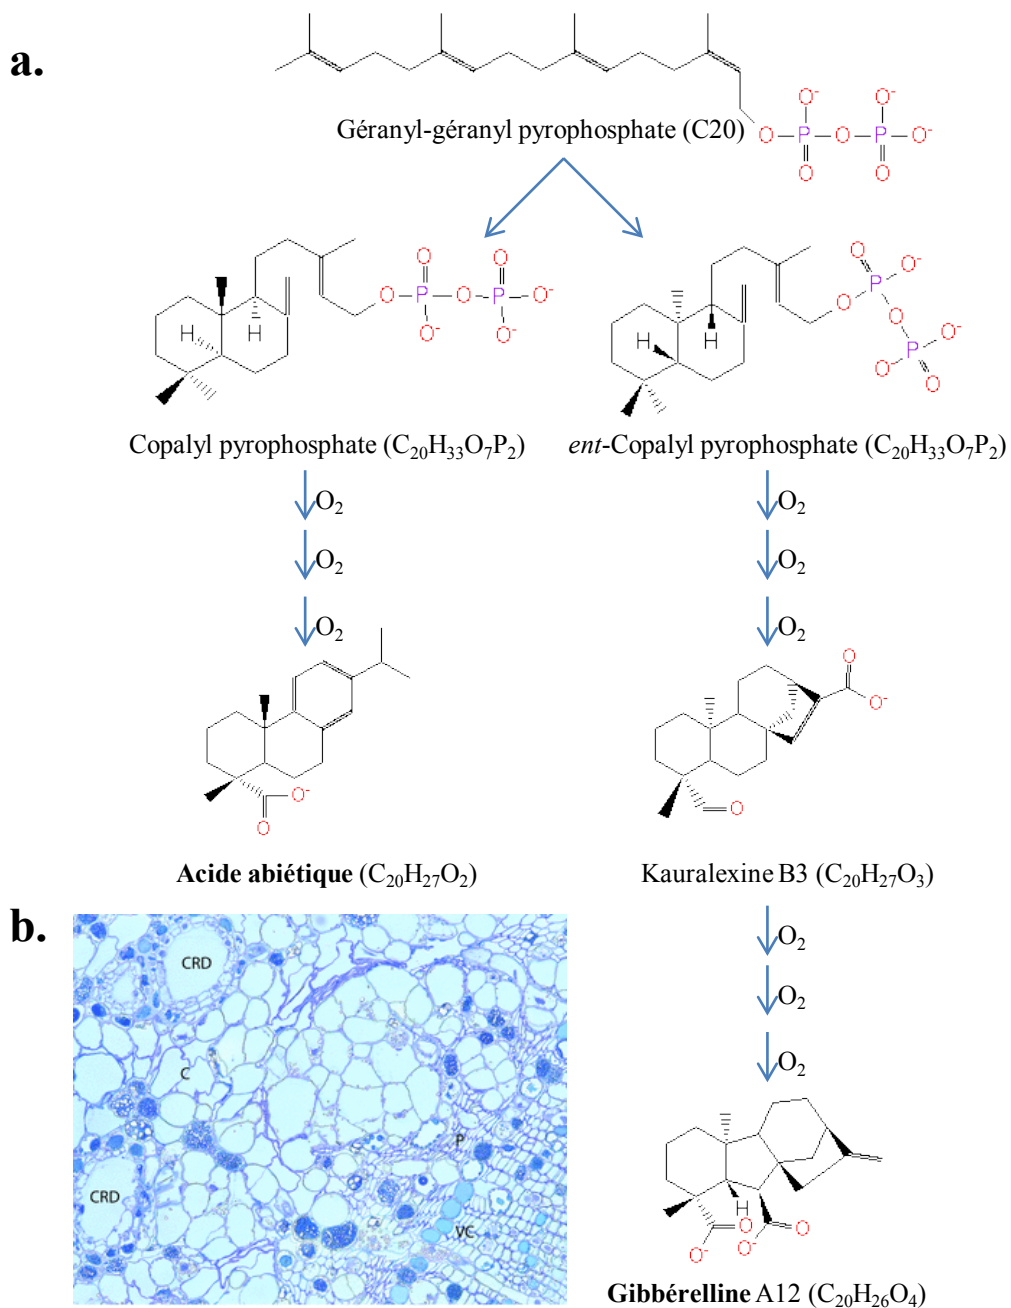 a.
Géranyl-géranyl pyrophosphate (C20)
O⁻ O⁻
O P O P O⁻
O O
O O
O P O P O⁻
O⁻ O⁻
H H
O O⁻
O P
O
O⁻ P O⁻
O
H H
Copalyl pyrophosphate (C₂₀H₃₃O₇P₂)
ent-Copalyl pyrophosphate (C₂₀H₃₃O₇P₂)
O₂
O₂
O₂
O₂
O₂
O₂
O⁻
O
O
O⁻
O
Acide abiétique (C₂₀H₂₇O₂)
Kauralexine B3 (C₂₀H₂₇O₃)
b.
CRD
C
P
CRD
VC
O₂
O₂
O₂
H
O O
O⁻ O⁻
Gibbérelline A12 (C₂₀H₂₆O₄)